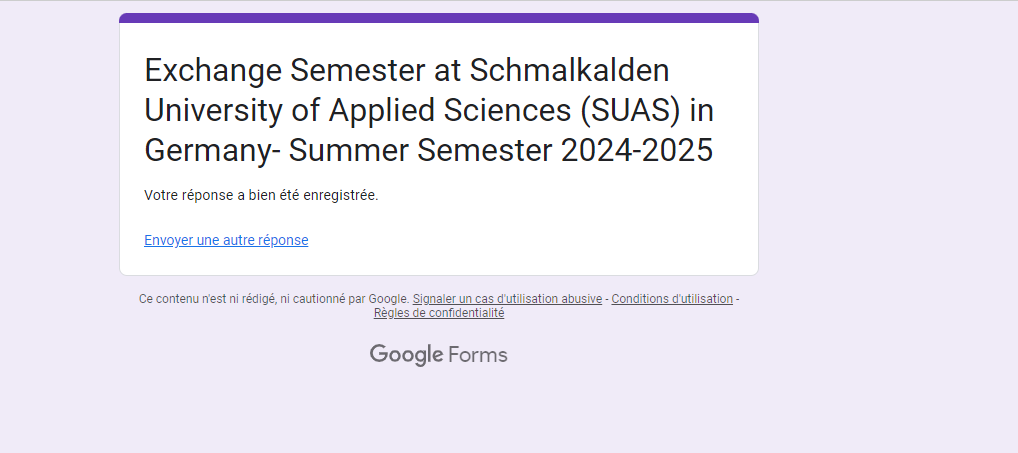 Exchange Semester at Schmalkalden
University of Applied Sciences (SUAS) in
Germany- Summer Semester 2024-2025
Votre réponse a bien été enregistrée.
Envoyer une autre réponse
Ce contenu n'est ni rédigé, ni cautionné par Google. Signaler un cas d'utilisation abusive - Conditions d'utilisation -
Règles de confidentialité
Google Forms